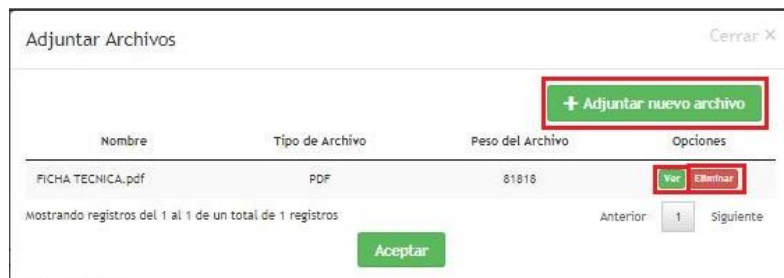 Adjuntar Archivos
Cerrar ×
+ Adjuntar nuevo archivo
Nombre Tipo de Archivo Peso del Archivo Opciones
FICHA TECNICA.pdf PDF 81818 Ver Eliminar
Mostrando registros del 1 al 1 de un total de 1 registros Anterior 1 Siguiente
Aceptar